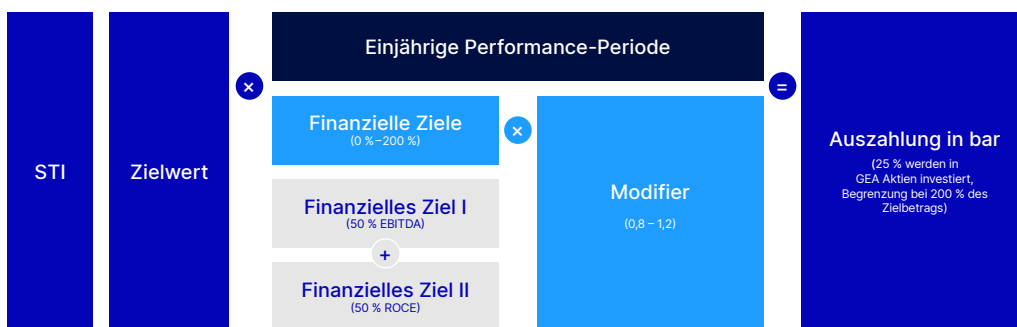 STI
Zielwert
×
Einjährige Performance-Periode
Finanzielle Ziele
(0 %–200 %)
Finanzielles Ziel I
(50 % EBITDA)
+
Finanzielles Ziel II
(50 % ROCE)
×
Modifier
(0,8 – 1,2)
=
Auszahlung in bar
(25 % werden in
GEA Aktien investiert,
Begrenzung bei 200 % des
Zielbetrags)